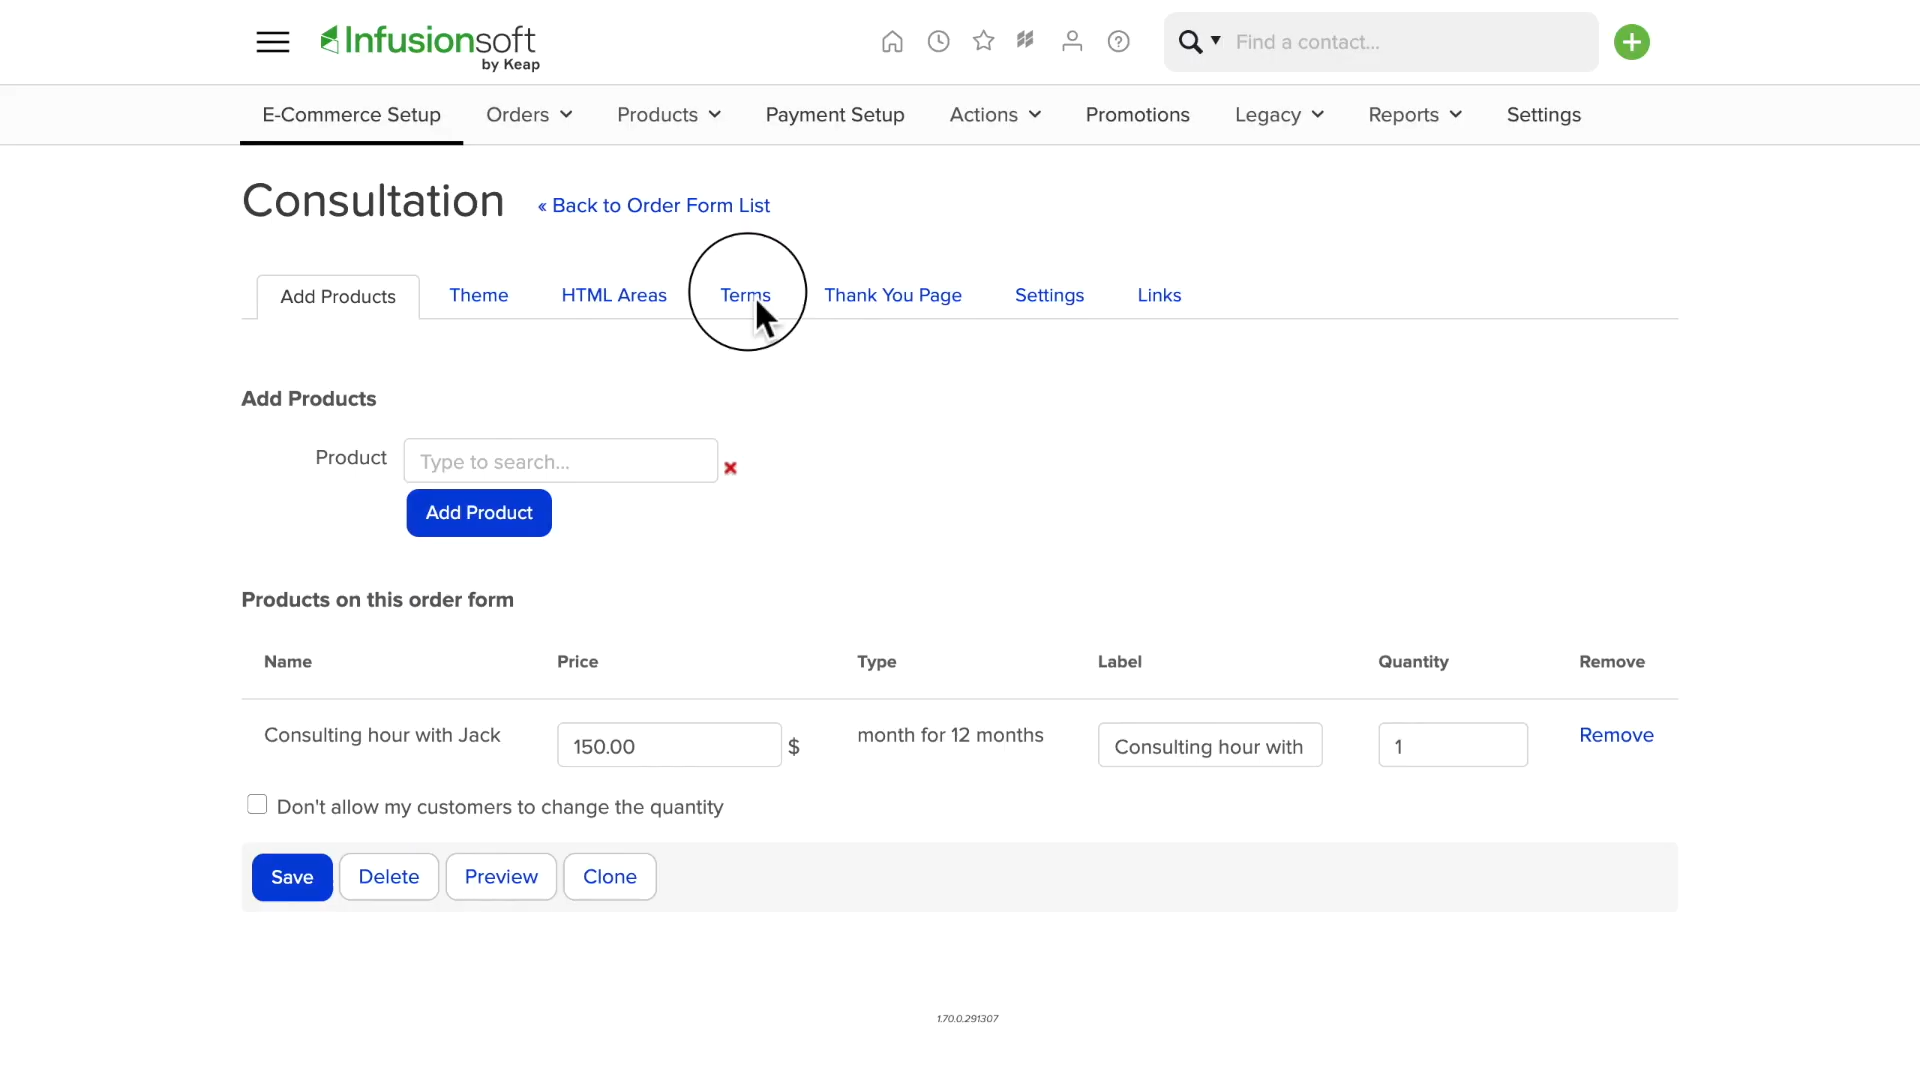 Infusionsoft
by Keap
Find a contact...
E-Commerce Setup Orders Products Payment Setup Actions Promotions Legacy Reports Settings
Consultation « Back to Order Form List
Add Products Theme HTML Areas Terms Thank You Page Settings Links
Add Products
Product Type to search...
Add Product
Products on this order form
Name Price Type Label Quantity Remove
Consulting hour with Jack 150.00 $ month for 12 months Consulting hour with 1 Remove
Don't allow my customers to change the quantity
Save Delete Preview Clone
1.70.0.291307